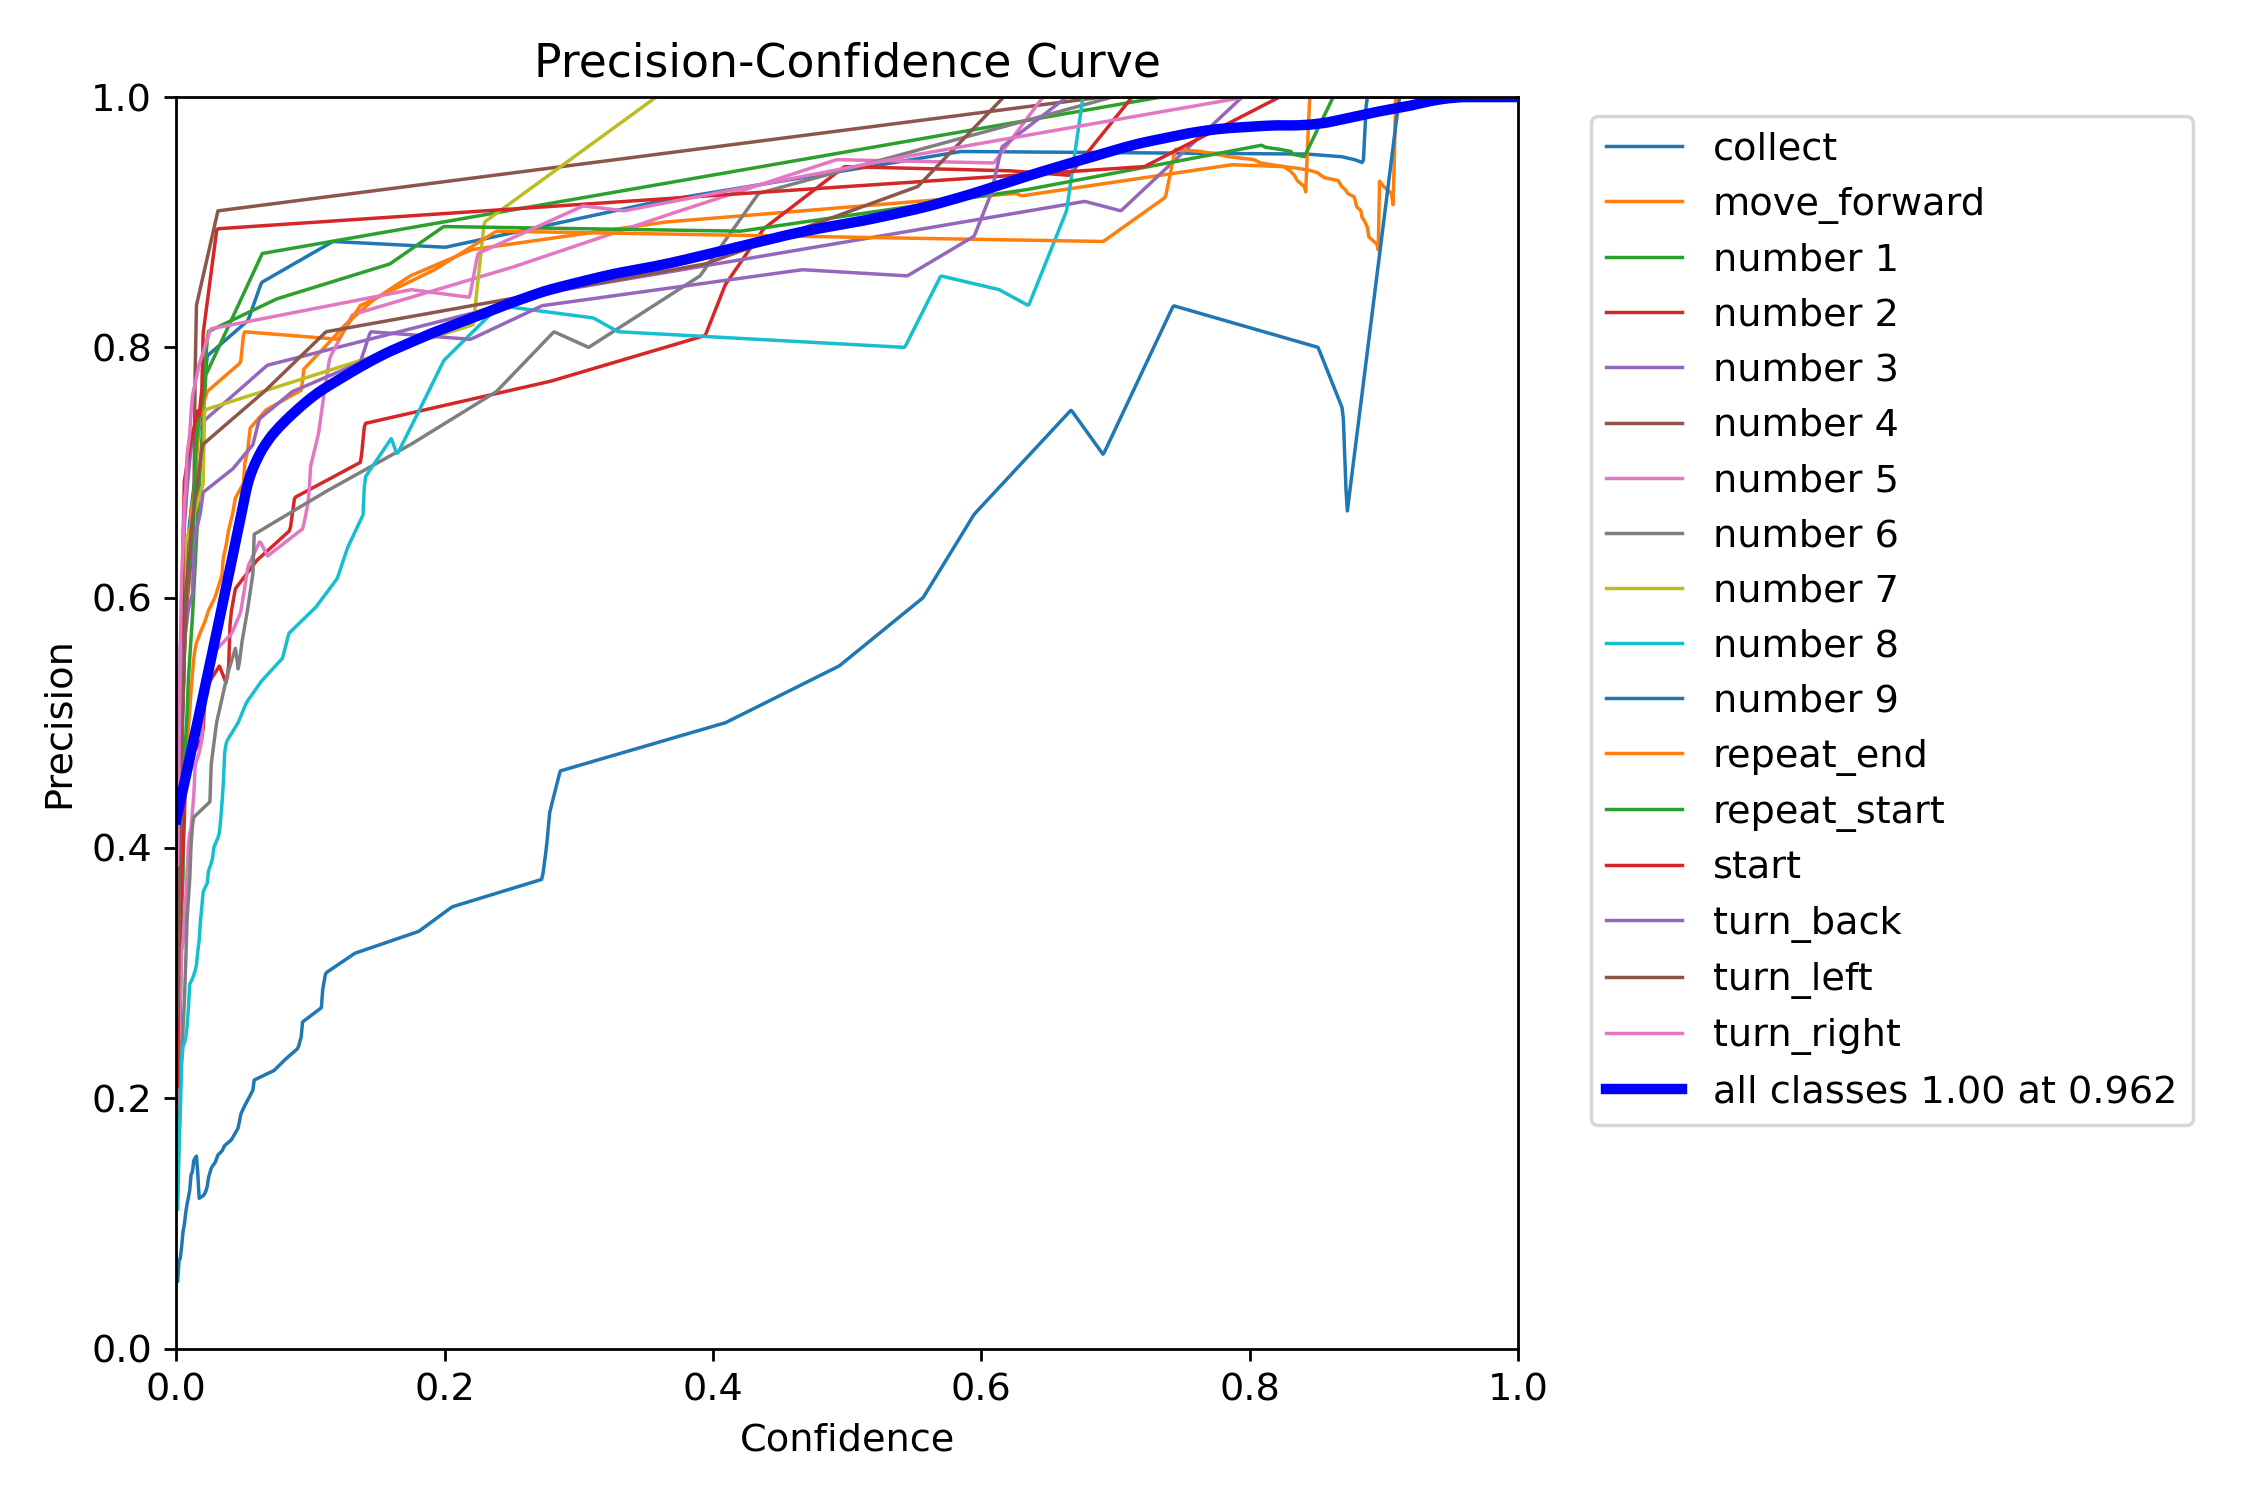 Precision-Confidence Curve
1.0
0.8
0.6
0.4
0.2
0.0
Precision
0.0 0.2 0.4 0.6 0.8 1.0
Confidence
collect
move_forward
number 1
number 2
number 3
number 4
number 5
number 6
number 7
number 8
number 9
repeat_end
repeat_start
start
turn_back
turn_left
turn_right
all classes 1.00 at 0.962